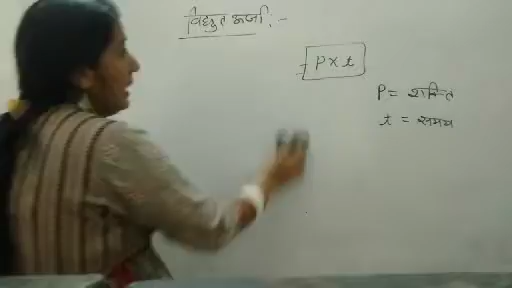 विद्युत ऊर्जा :-
= P × t
P = शक्ति
t = समय